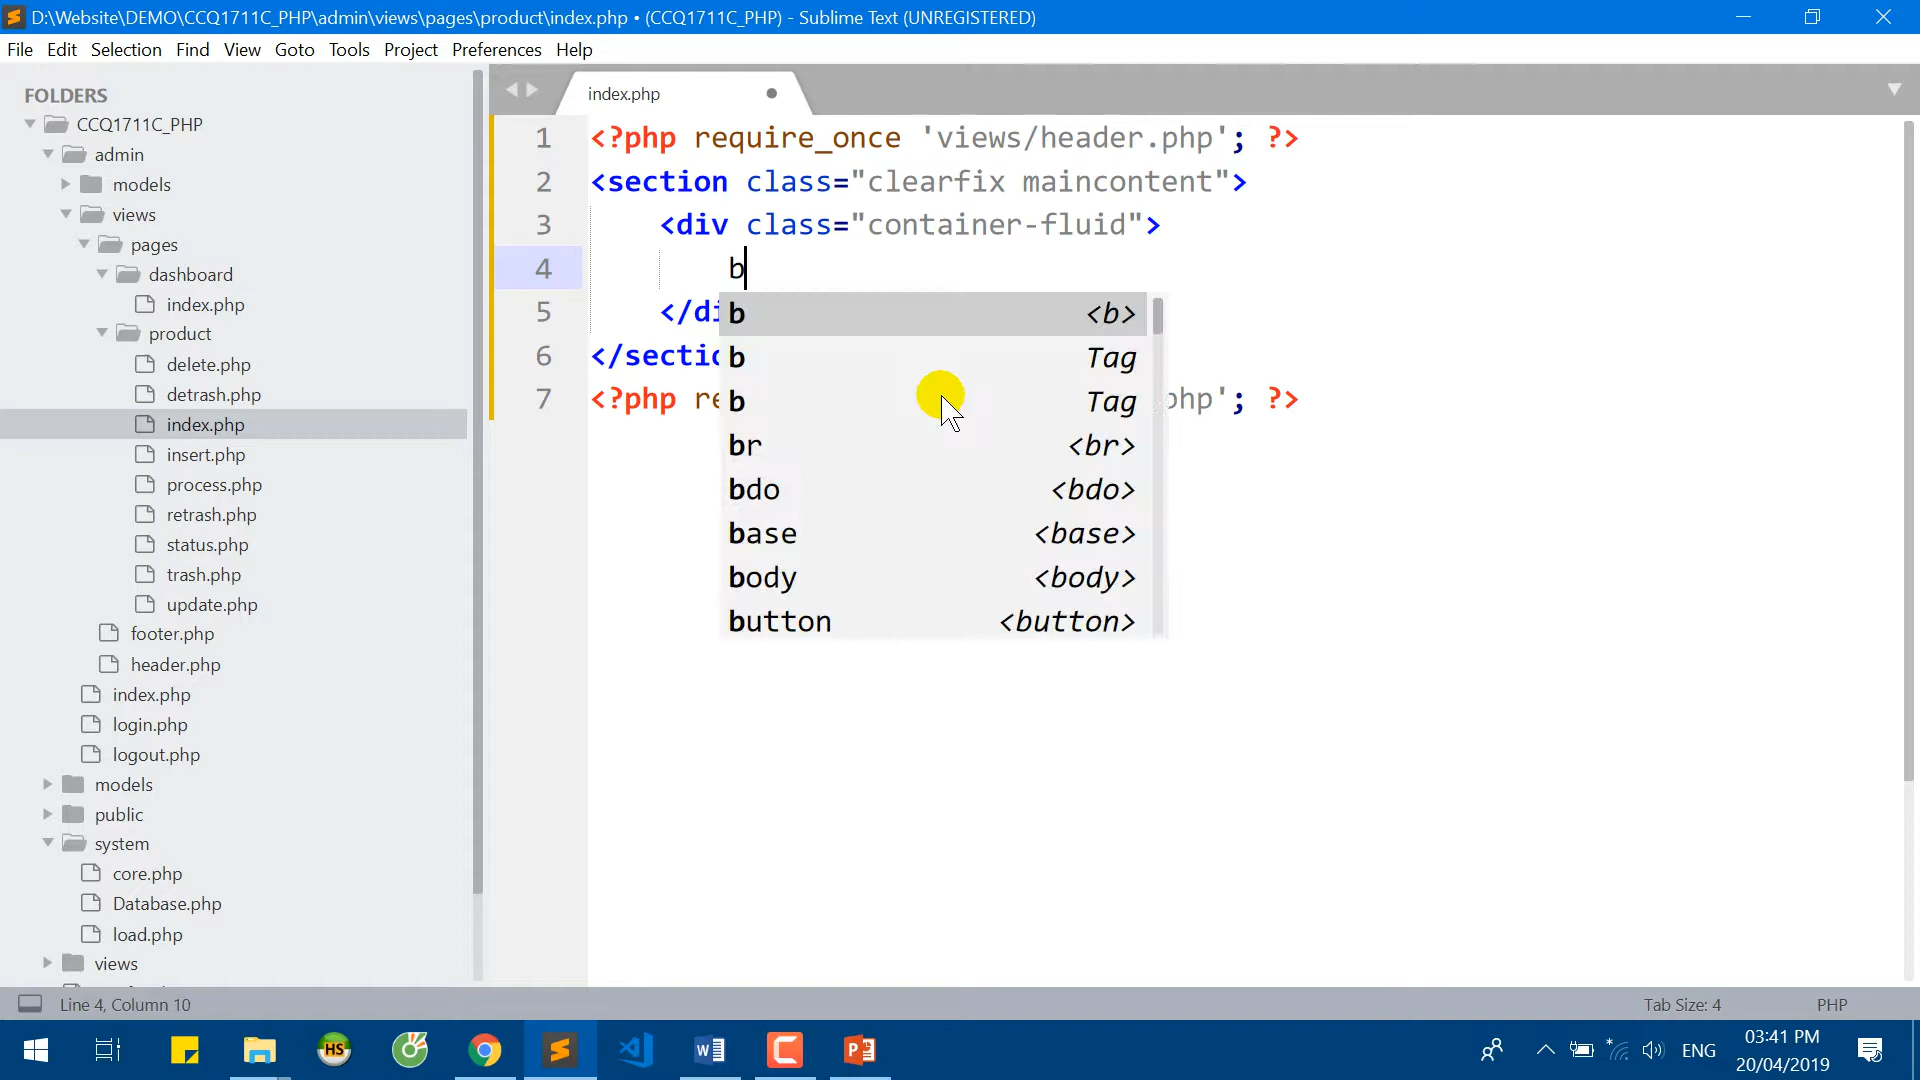 D:\Website\DEMO\CCQ1711C_PHP\admin\views\pages\product\index.php • (CCQ1711C_PHP) - Sublime Text (UNREGISTERED)
File Edit Selection Find View Goto Tools Project Preferences Help
FOLDERS
CCQ1711C_PHP
admin
models
views
pages
dashboard
index.php
product
delete.php
detrash.php
index.php
insert.php
process.php
retrash.php
status.php
trash.php
update.php
footer.php
header.php
index.php
login.php
logout.php
models
public
system
core.php
Database.php
load.php
views
index.php
1 <?php require_once 'views/header.php'; ?>
2 <section class="clearfix maincontent">
3 <div class="container-fluid">
4 b
5 </di
6 </sectio
7 <?php re php'; ?>
b <b>
b Tag
b Tag
br <br>
bdo <bdo>
base <base>
body <body>
button <button>
Line 4, Column 10
Tab Size: 4
PHP
HS
ENG
03:41 PM
20/04/2019